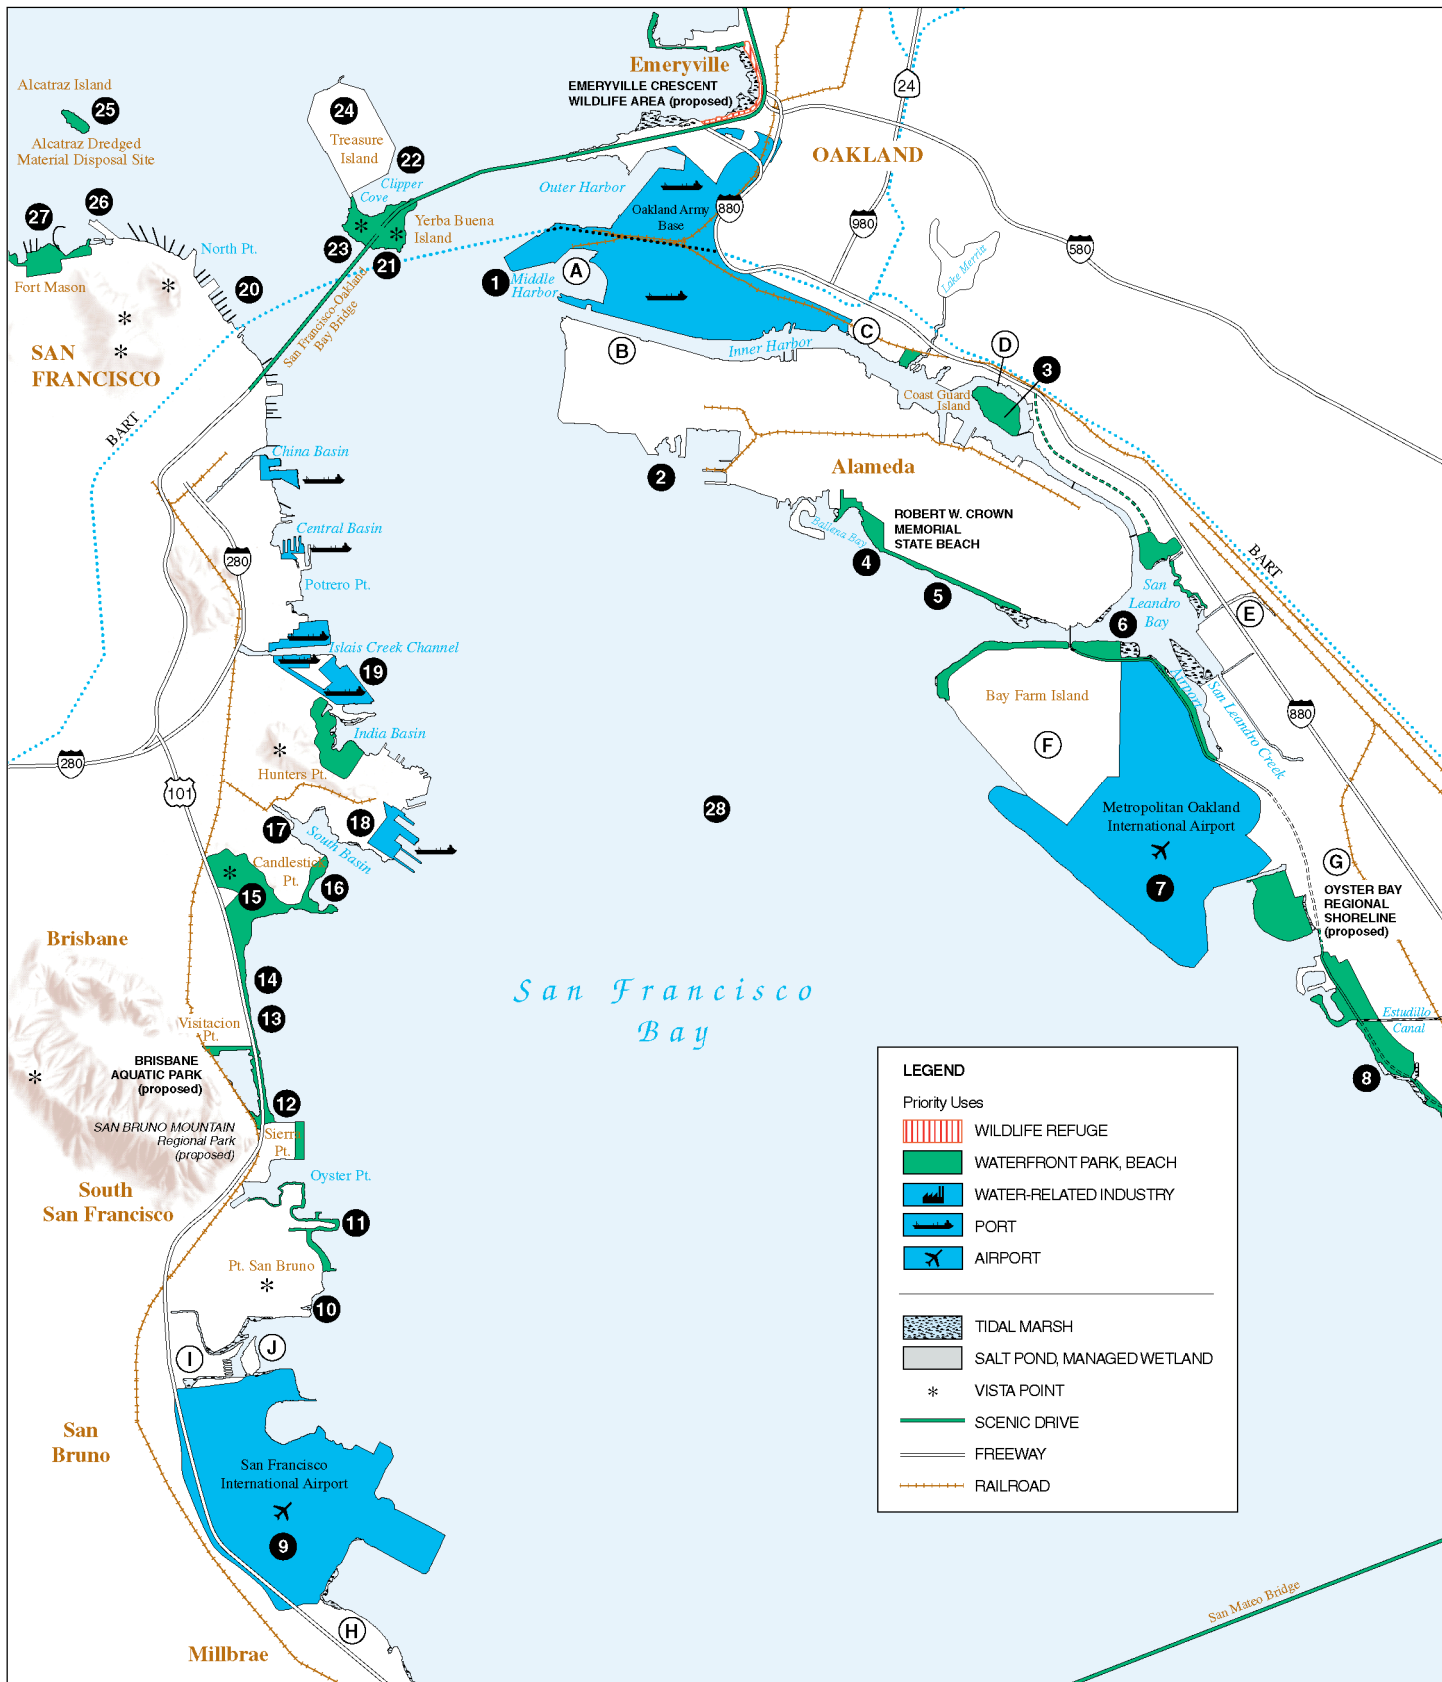 Emeryville
EMERYVILLE CRESCENT
WILDLIFE AREA (proposed)
Alcatraz Island
25
Alcatraz Dredged
Material Disposal Site
24
Treasure
Island
22
Clipper
Cove
24
OAKLAND
Outer Harbor
Oakland Army
Base
880
980
580
Lake Merritt
27
26
North Pt.
Fort Mason
20
23
21
Yerba Buena
Island
San Francisco-Oakland
Bay Bridge
1
Middle
Harbor
A
B
Inner Harbor
C
D
3
Coast Guard
Island
SAN
FRANCISCO
BART
China Basin
2
Alameda
Central Basin
280
Potrero Pt.
Ballena Bay
ROBERT W. CROWN
MEMORIAL
STATE BEACH
4
5
BART
San
Leandro
Bay
E
6
Islais Creek Channel
19
India Basin
Hunters Pt.
280
101
Bay Farm Island
F
Airport
San Leandro Creek
880
28
17
18
South Basin
Candlestick
Pt.
15
16
Metropolitan Oakland
International Airport
7
G
OYSTER BAY
REGIONAL
SHORELINE
(proposed)
Brisbane
14
13
Visitacion
Pt.
San Francisco
Bay
Estudillo
Canal
8
BRISBANE
AQUATIC PARK
(proposed)
12
SAN BRUNO MOUNTAIN
Regional Park
(proposed)
Sierra
Pt.
Oyster Pt.
South
San Francisco
11
Pt. San Bruno
10
I
J
San
Bruno
San Francisco
International Airport
9
H
Millbrae
LEGEND
Priority Uses
WILDLIFE REFUGE
WATERFRONT PARK, BEACH
WATER-RELATED INDUSTRY
PORT
AIRPORT
TIDAL MARSH
SALT POND, MANAGED WETLAND
VISTA POINT
SCENIC DRIVE
FREEWAY
RAILROAD
San Mateo Bridge